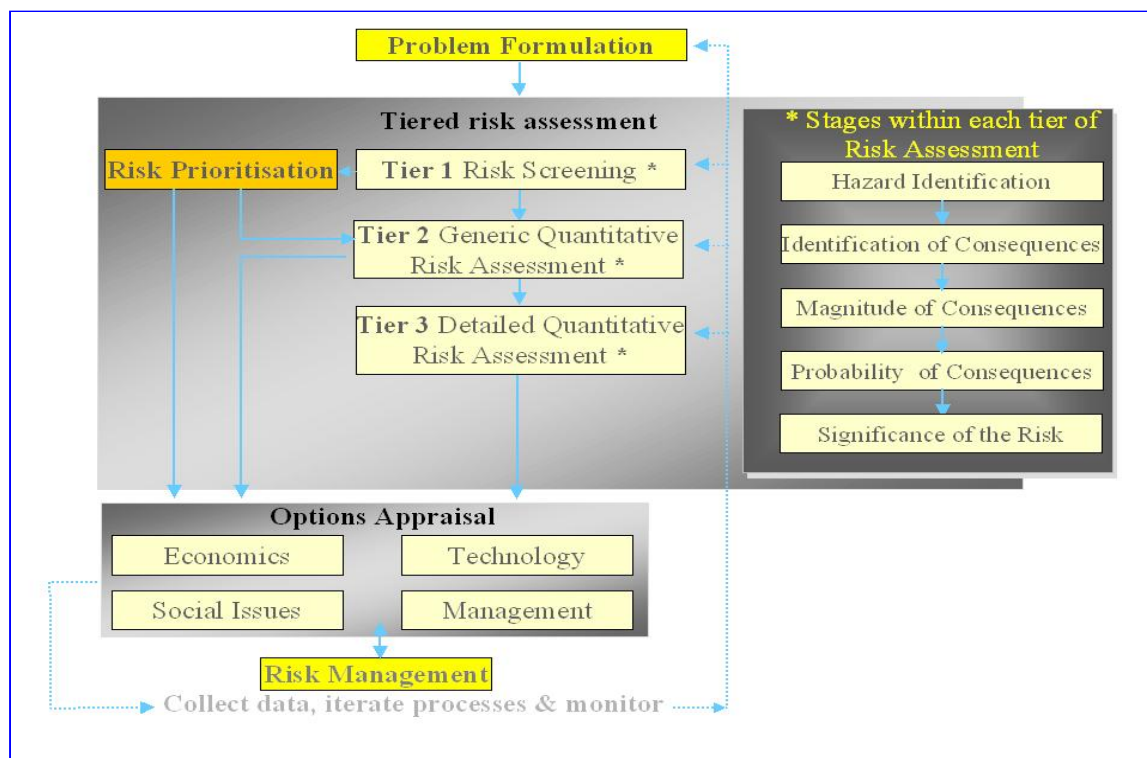 Problem Formulation
Tiered risk assessment
Risk Prioritisation
Tier 1 Risk Screening *
Tier 2 Generic Quantitative
Risk Assessment *
Tier 3 Detailed Quantitative
Risk Assessment *
* Stages within each tier of
Risk Assessment
Hazard Identification
Identification of Consequences
Magnitude of Consequences
Probability of Consequences
Significance of the Risk
Options Appraisal
Economics
Technology
Social Issues
Management
Risk Management
Collect data, iterate processes & monitor